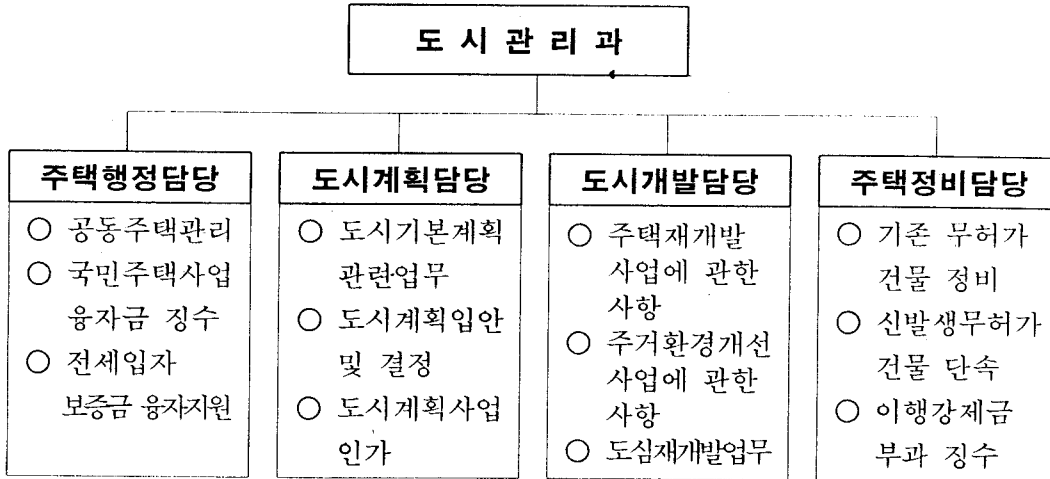 도 시 관 리 과
주택행정담당
○ 공동주택관리
○ 국민주택사업
융자금 징수
○ 전세입자
보증금 융자지원
도시계획담당
○ 도시기본계획
관련업무
○ 도시계획입안
및 결정
○ 도시계획사업
인가
도시개발담당
○ 주택재개발
사업에 관한
사항
○ 주거환경개선
사업에 관한
사항
○ 도심재개발업무
주택정비담당
○ 기존 무허가
건물 정비
○ 신발생무허가
건물 단속
○ 이행강제금
부과 징수